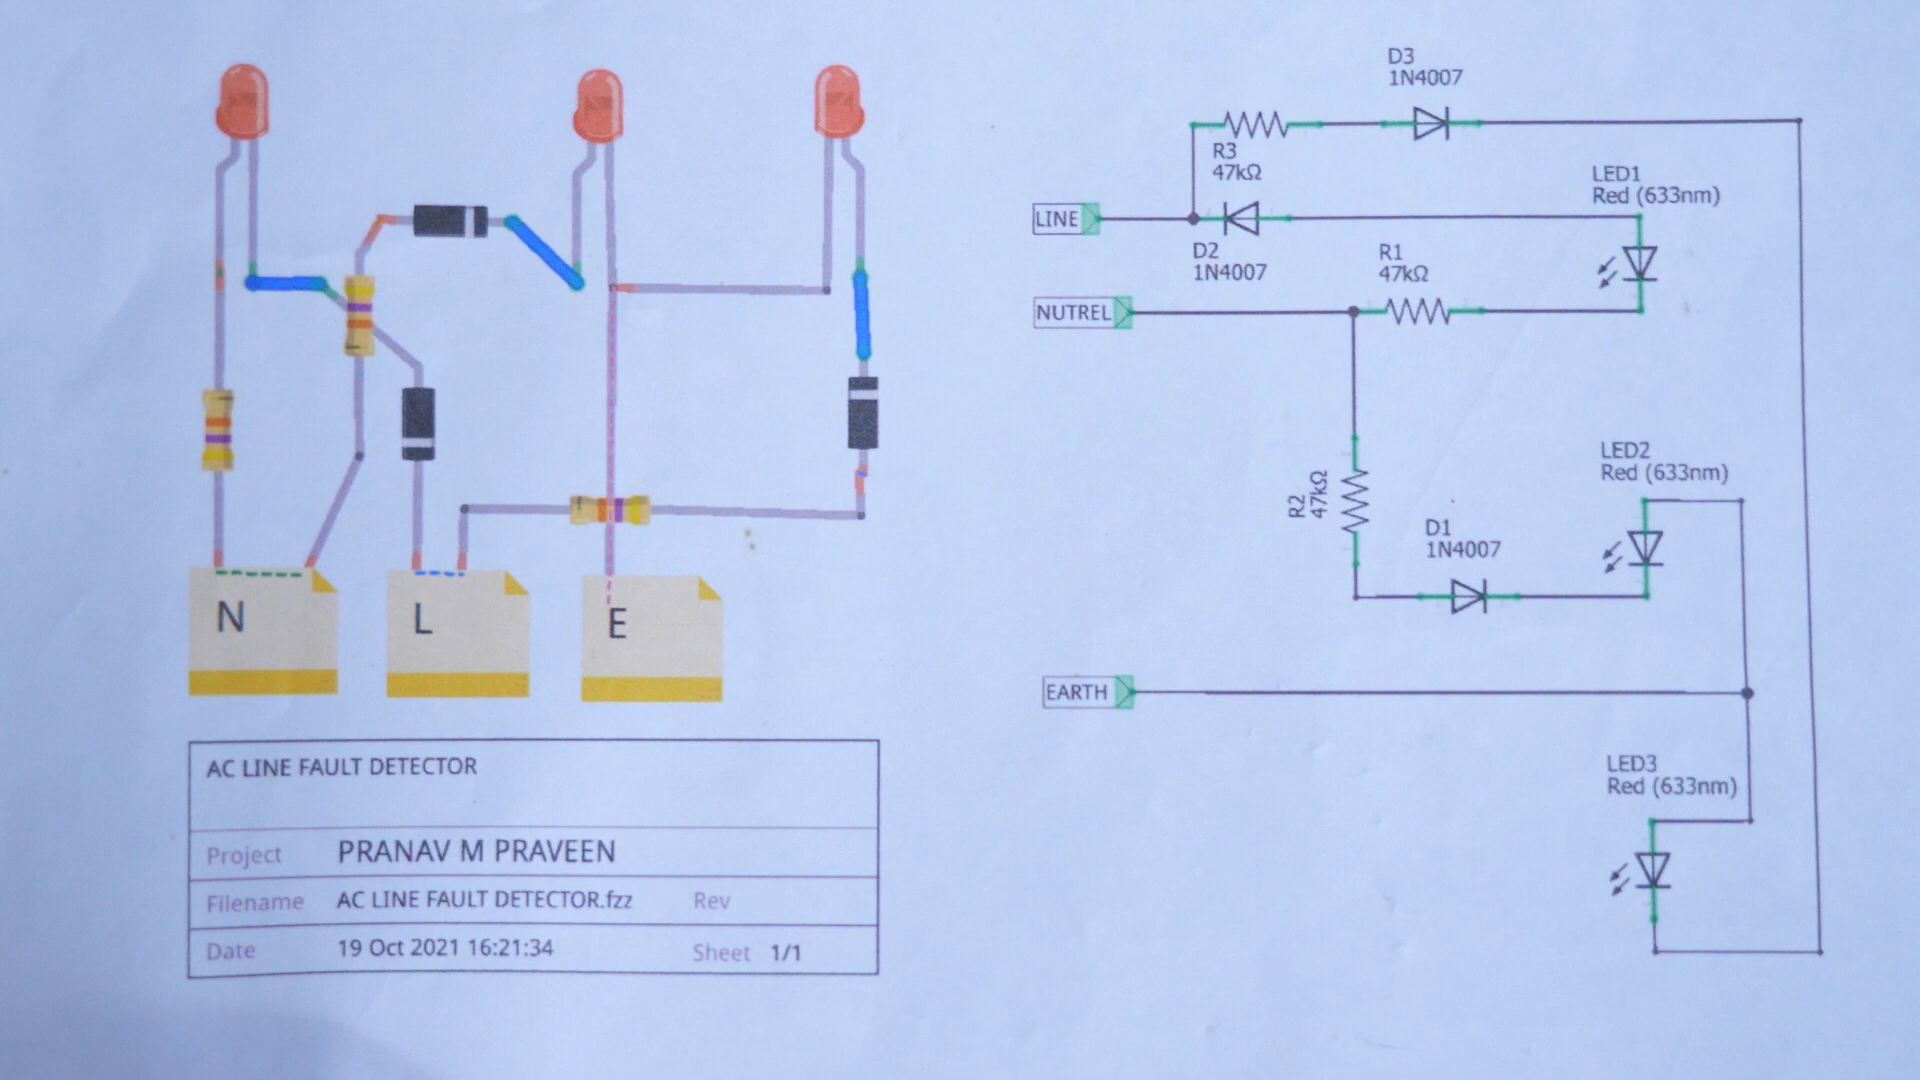 N
L
E
AC LINE FAULT DETECTOR
Project PRANAV M PRAVEEN
Filename AC LINE FAULT DETECTOR.fzz Rev
Date 19 Oct 2021 16:21:34 Sheet 1/1
D3
1N4007
R3
47kΩ
LED1
Red (633nm)
LINE
D2
1N4007
R1
47kΩ
NUTREL
LED2
Red (633nm)
R2
47kΩ
D1
1N4007
EARTH
LED3
Red (633nm)